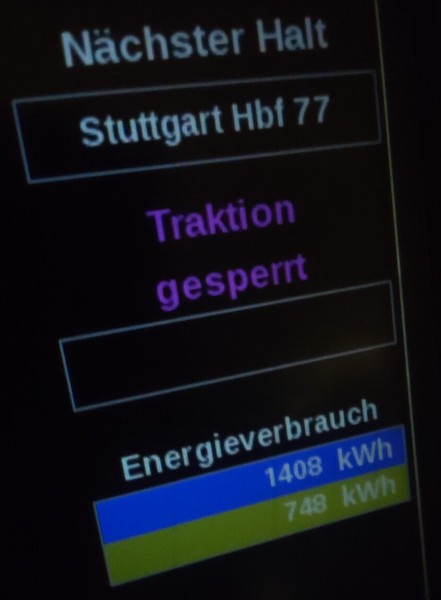 Nächster Halt
Stuttgart Hbf 77
Traktion
gesperrt
Energieverbrauch
1408 kWh
748 kWh